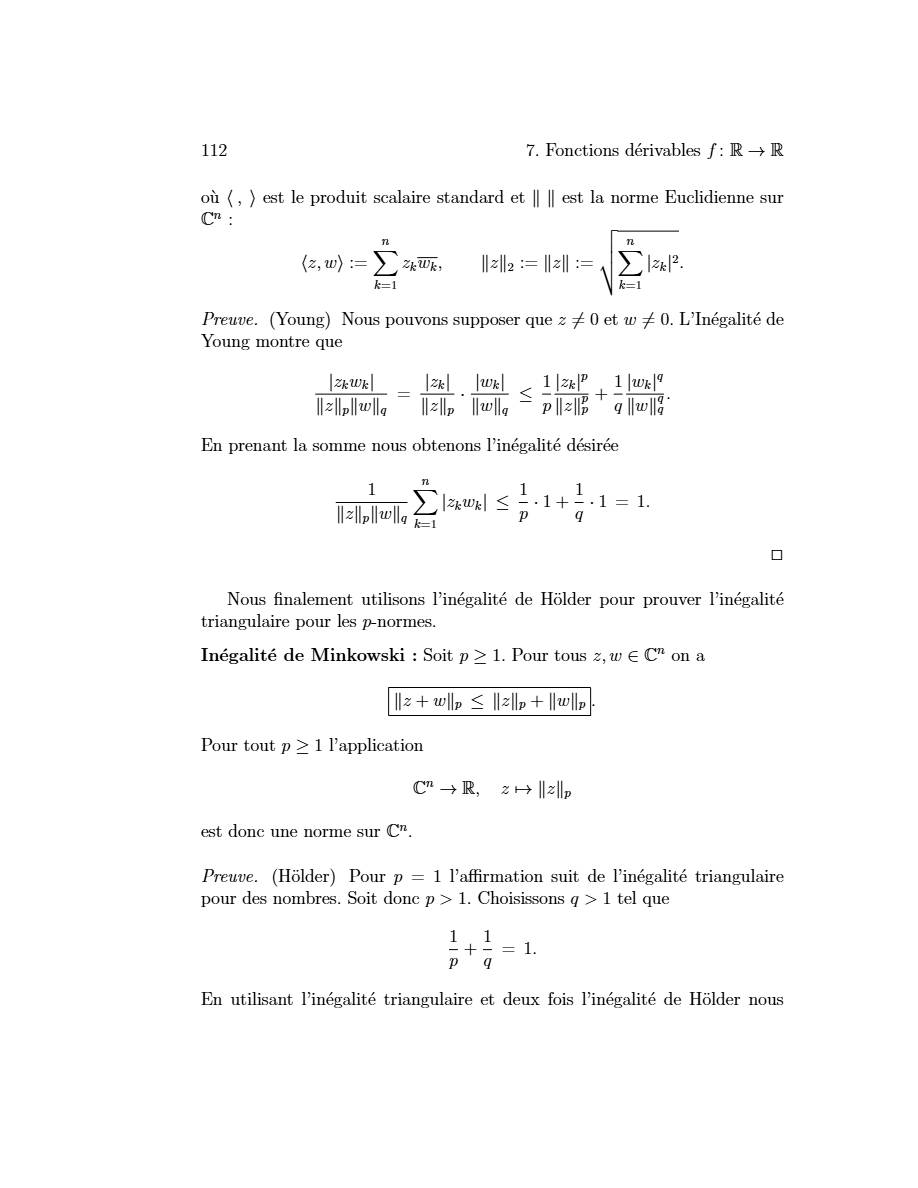 112 7. Fonctions dérivables f : ℝ → ℝ
où ⟨ , ⟩ est le produit scalaire standard et ‖ ‖ est la norme Euclidienne sur
ℂⁿ :
⟨z, w⟩ := ∑_{k=1}^{n} z_k \overline{w_k}, ‖z‖₂ := ‖z‖ := √(∑_{k=1}^{n} |z_k|²).
Preuve. (Young) Nous pouvons supposer que z ≠ 0 et w ≠ 0. L'Inégalité de
Young montre que
|z_k w_k| / (‖z‖_p ‖w‖_q) = |z_k| / ‖z‖_p · |w_k| / ‖w‖_q ≤ 1/p |z_k|^p / ‖z‖_p^p + 1/q |w_k|^q / ‖w‖_q^q.
En prenant la somme nous obtenons l'inégalité désirée
1 / (‖z‖_p ‖w‖_q) ∑_{k=1}^{n} |z_k w_k| ≤ 1/p · 1 + 1/q · 1 = 1.
□
Nous finalement utilisons l'inégalité de Hölder pour prouver l'inégalité
triangulaire pour les p-normes.
Inégalité de Minkowski : Soit p ≥ 1. Pour tous z, w ∈ ℂⁿ on a
‖z + w‖_p ≤ ‖z‖_p + ‖w‖_p.
Pour tout p ≥ 1 l'application
ℂⁿ → ℝ, z ↦ ‖z‖_p
est donc une norme sur ℂⁿ.
Preuve. (Hölder) Pour p = 1 l'affirmation suit de l'inégalité triangulaire
pour des nombres. Soit donc p > 1. Choisissons q > 1 tel que
1/p + 1/q = 1.
En utilisant l'inégalité triangulaire et deux fois l'inégalité de Hölder nous